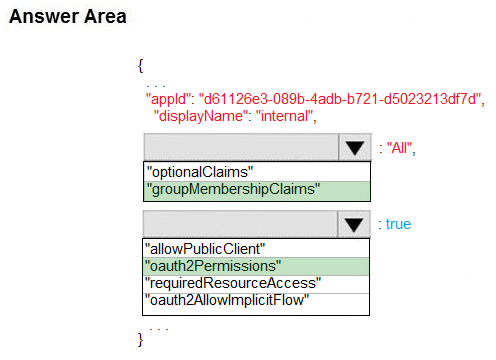 Answer Area
{
. . .
"appId": "d61126e3-089b-4adb-b721-d5023213df7d",
"displayName": "internal",
: "All",
"optionalClaims"
"groupMembershipClaims"
: true
"allowPublicClient"
"oauth2Permissions"
"requiredResourceAccess"
"oauth2AllowImplicitFlow"
. . .
}